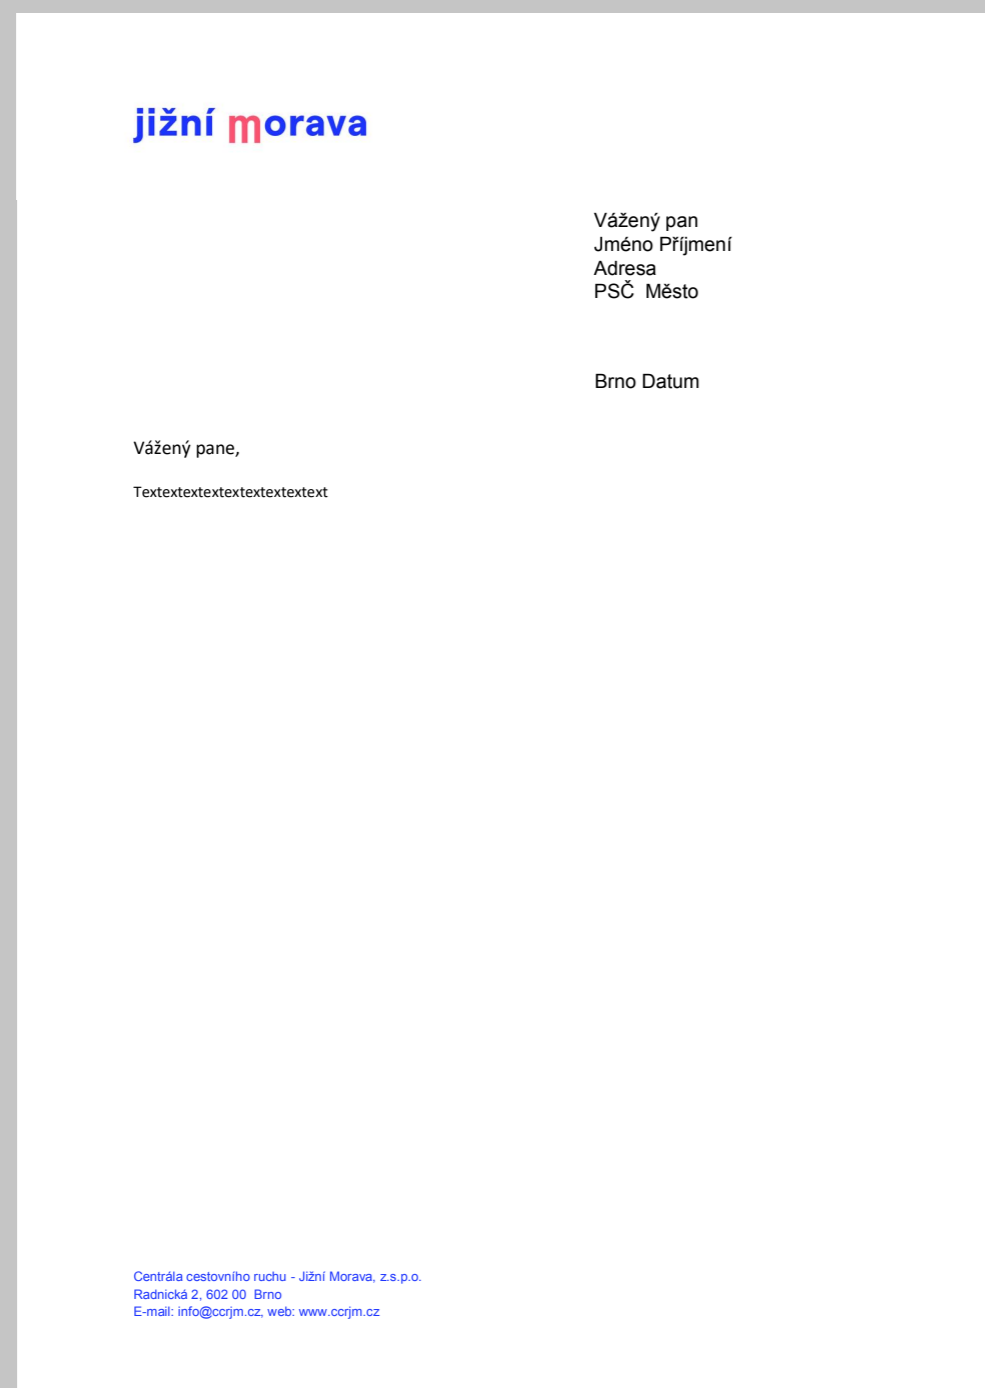 jižní morava
Vážený pan
Jméno Příjmení
Adresa
PSČ  Město
Brno Datum
Vážený pane,
Textextextextextextextextext
Centrála cestovního ruchu - Jižní Morava, z.s.p.o.
Radnická 2, 602 00  Brno
E-mail: info@ccrjm.cz, web: www.ccrjm.cz